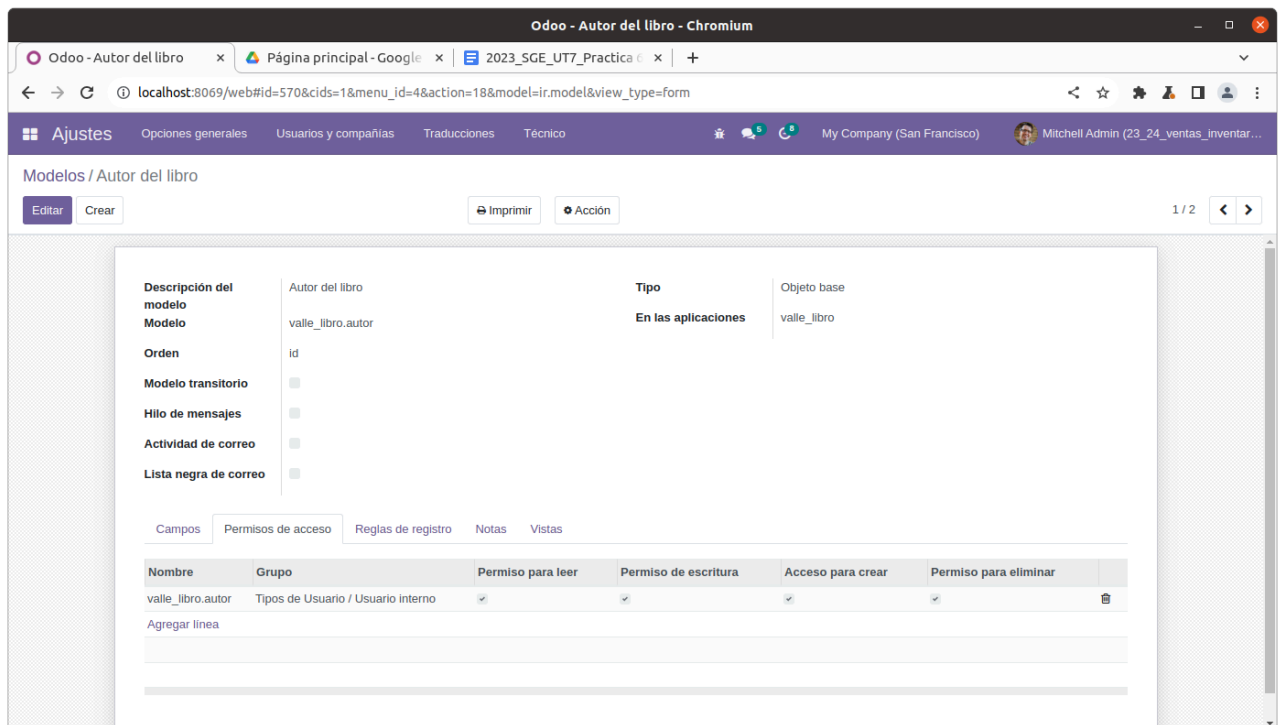 Odoo - Autor del libro - Chromium
Odoo - Autor del libro × Página principal - Google × 2023_SGE_UT7_Practica × +
localhost:8069/web#id=570&cids=1&menu_id=4&action=18&model=ir.model&view_type=form
Ajustes Opciones generales Usuarios y compañías Traducciones Técnico 5 8 My Company (San Francisco) Mitchell Admin (23_24_ventas_inventar...
Modelos / Autor del libro
Editar Crear Imprimir Acción 1 / 2
Descripción del modelo Autor del libro Tipo Objeto base
Modelo valle_libro.autor En las aplicaciones valle_libro
Orden id
Modelo transitorio
Hilo de mensajes
Actividad de correo
Lista negra de correo
Campos Permisos de acceso Reglas de registro Notas Vistas
Nombre Grupo Permiso para leer Permiso de escritura Acceso para crear Permiso para eliminar
valle_libro.autor Tipos de Usuario / Usuario interno
Agregar línea